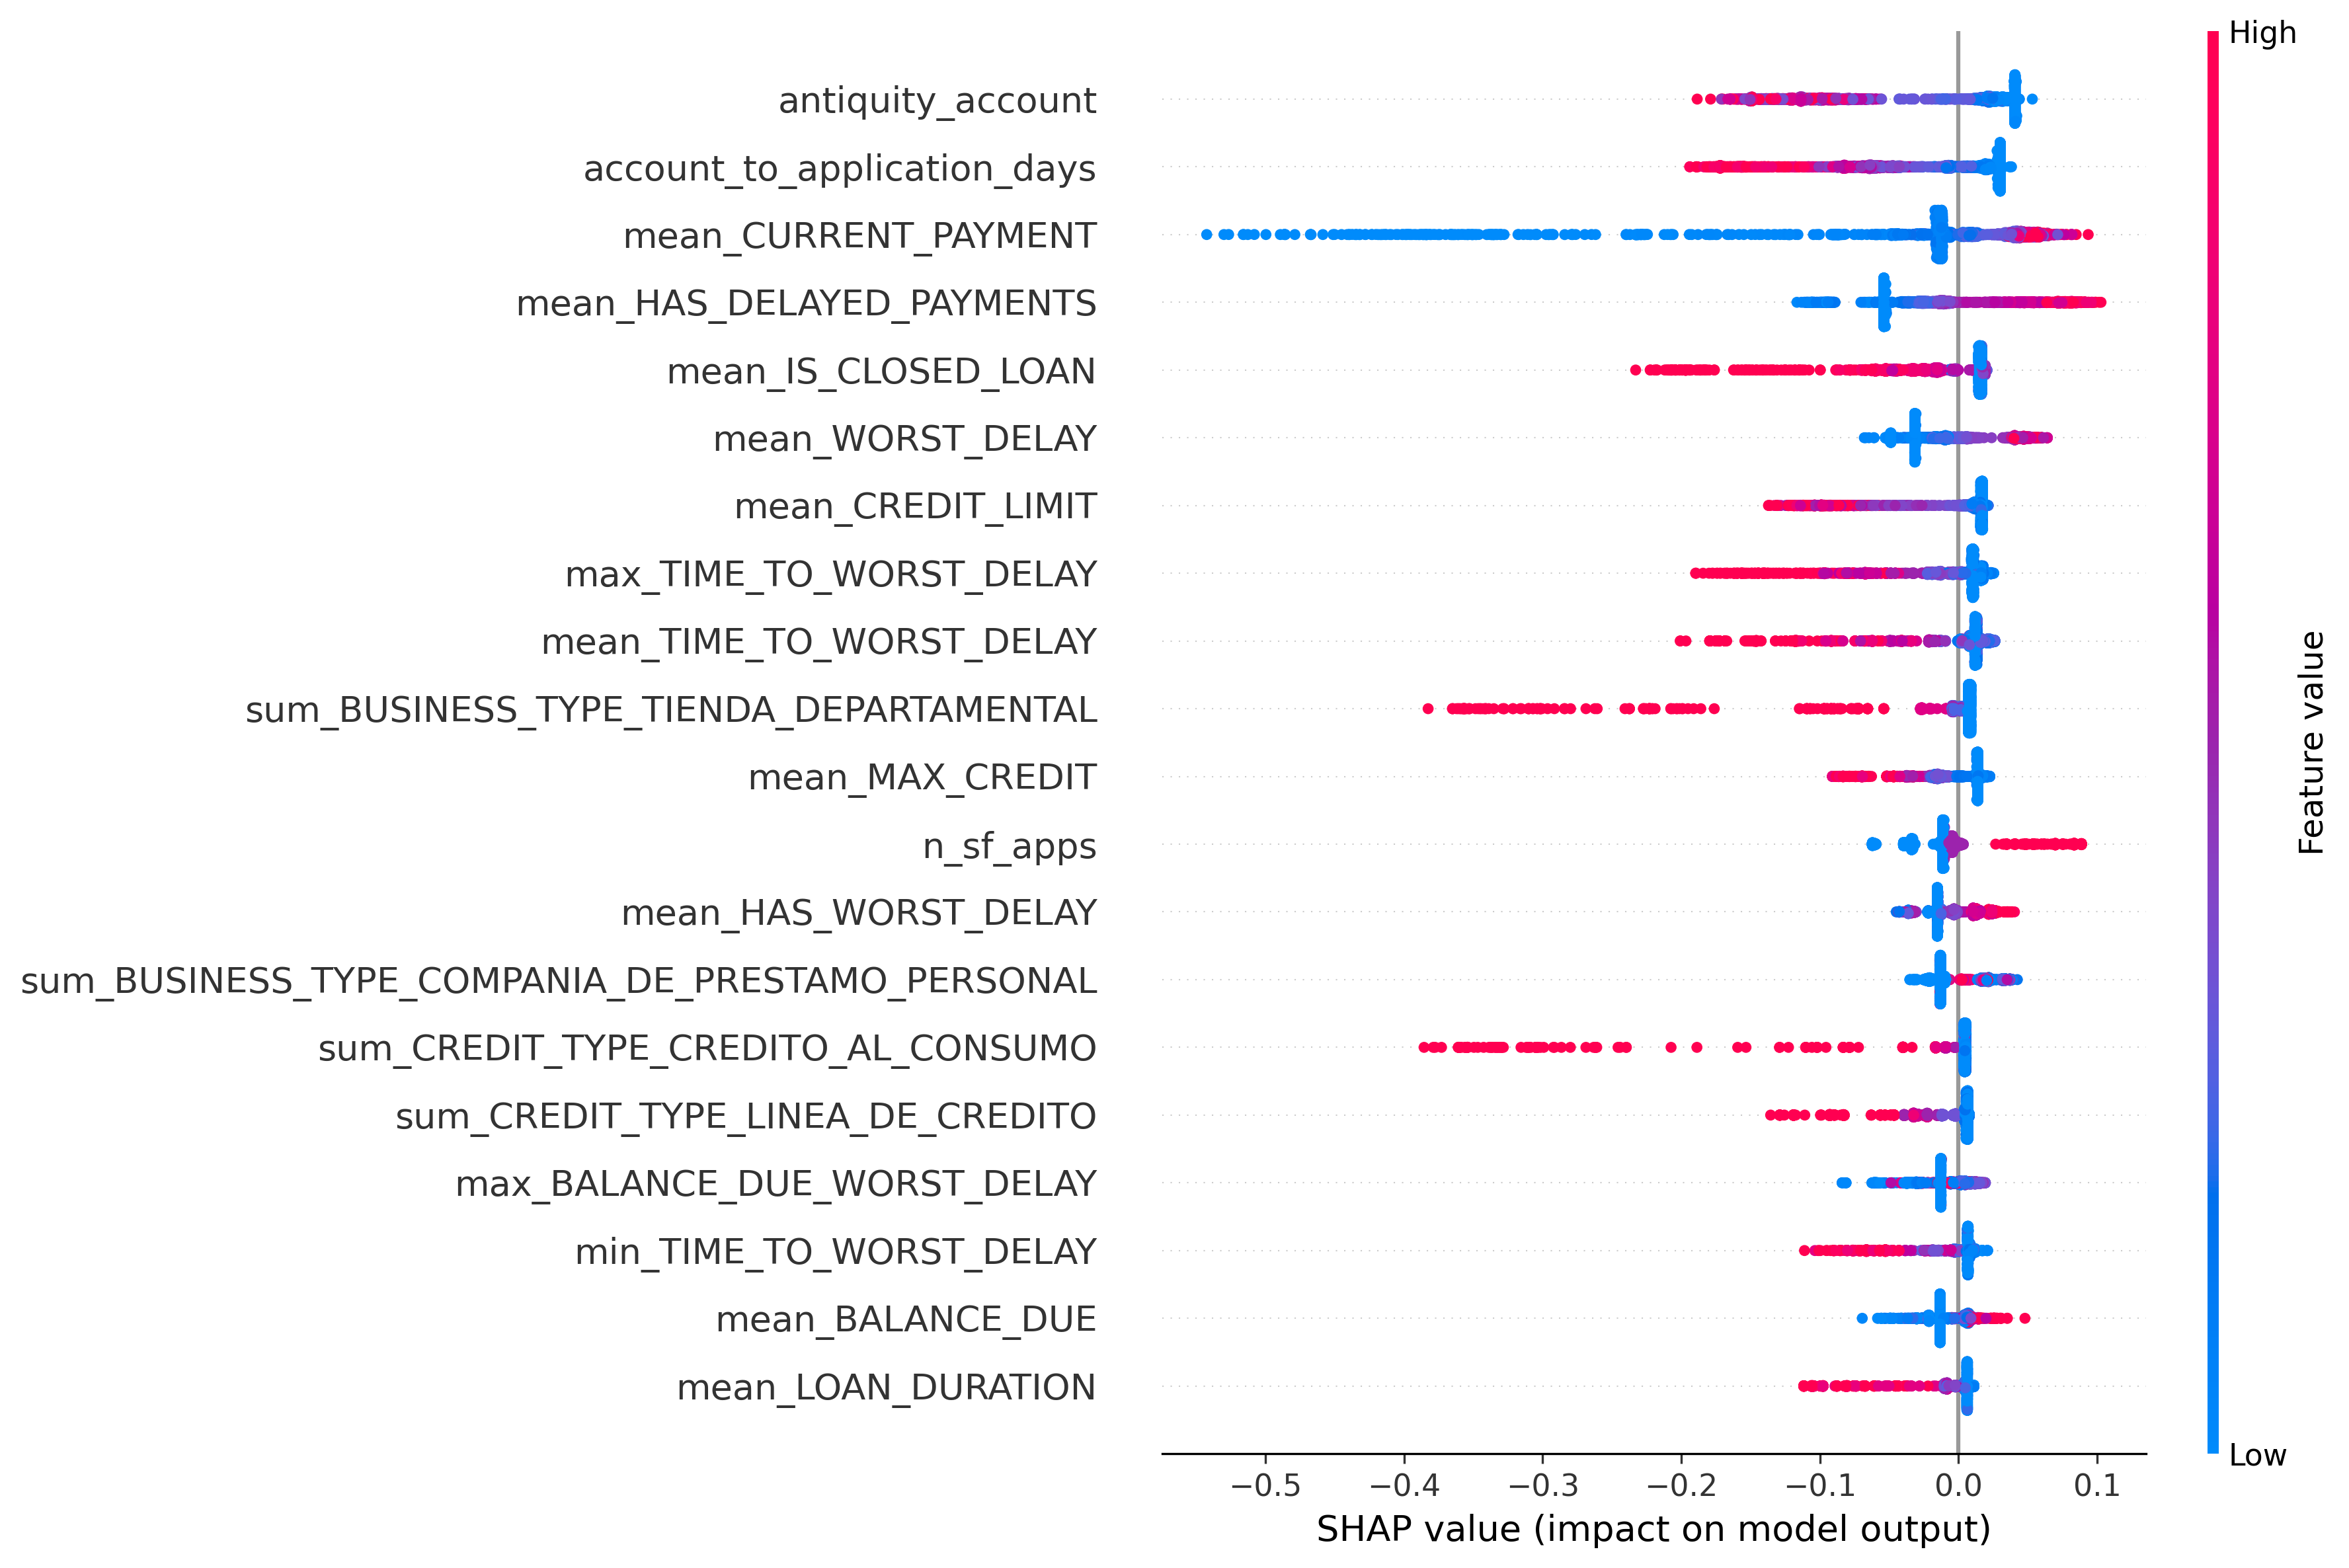 High
antiquity_account
account_to_application_days
mean_CURRENT_PAYMENT
mean_HAS_DELAYED_PAYMENTS
mean_IS_CLOSED_LOAN
mean_WORST_DELAY
mean_CREDIT_LIMIT
max_TIME_TO_WORST_DELAY
mean_TIME_TO_WORST_DELAY
sum_BUSINESS_TYPE_TIENDA_DEPARTAMENTAL
mean_MAX_CREDIT
n_sf_apps
mean_HAS_WORST_DELAY
sum_BUSINESS_TYPE_COMPANIA_DE_PRESTAMO_PERSONAL
sum_CREDIT_TYPE_CREDITO_AL_CONSUMO
sum_CREDIT_TYPE_LINEA_DE_CREDITO
max_BALANCE_DUE_WORST_DELAY
min_TIME_TO_WORST_DELAY
mean_BALANCE_DUE
mean_LOAN_DURATION
Feature value
Low
−0.5 −0.4 −0.3 −0.2 −0.1 0.0 0.1
SHAP value (impact on model output)